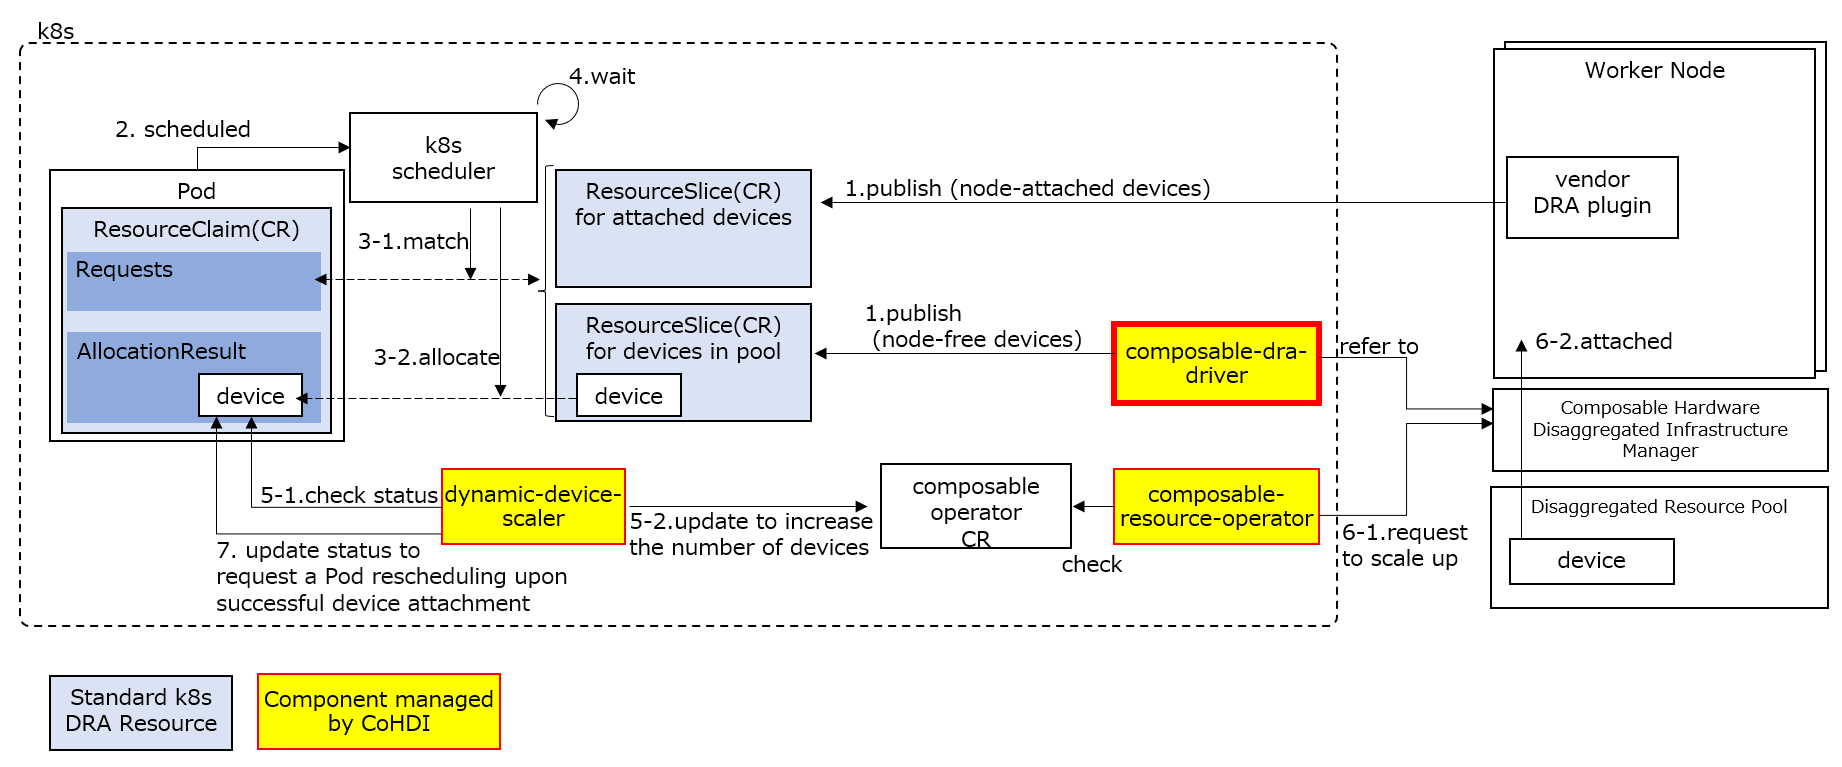 k8s
4.wait
2. scheduled
k8s
scheduler
Pod
ResourceClaim(CR)
Requests
AllocationResult
device
3-1.match
3-2.allocate
ResourceSlice(CR)
for attached devices
ResourceSlice(CR)
for devices in pool
device
1.publish (node-attached devices)
1.publish
(node-free devices)
composable-dra-
driver
refer to
Worker Node
vendor
DRA plugin
6-2.attached
Composable Hardware
Disaggregated Infrastructure
Manager
Disaggregated Resource Pool
device
5-1.check status
dynamic-device-
scaler
5-2.update to increase
the number of devices
composable
operator
CR
check
composable-
resource-operator
6-1.request
to scale up
7. update status to
request a Pod rescheduling upon
successful device attachment
Standard k8s
DRA Resource
Component managed
by CoHDI